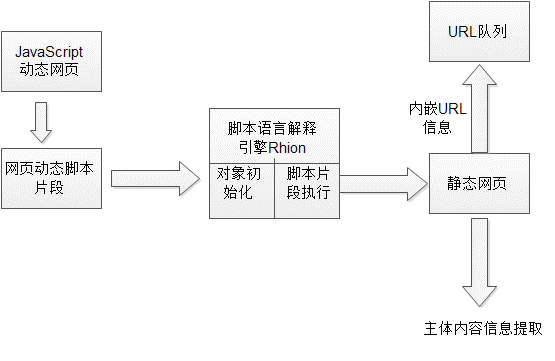 JavaScript
动态网页
网页动态脚本
片段
脚本语言解释
引擎Rhion
对象初
始化
脚本片
段执行
URL队列
内嵌URL
信息
静态网页
主体内容信息提取